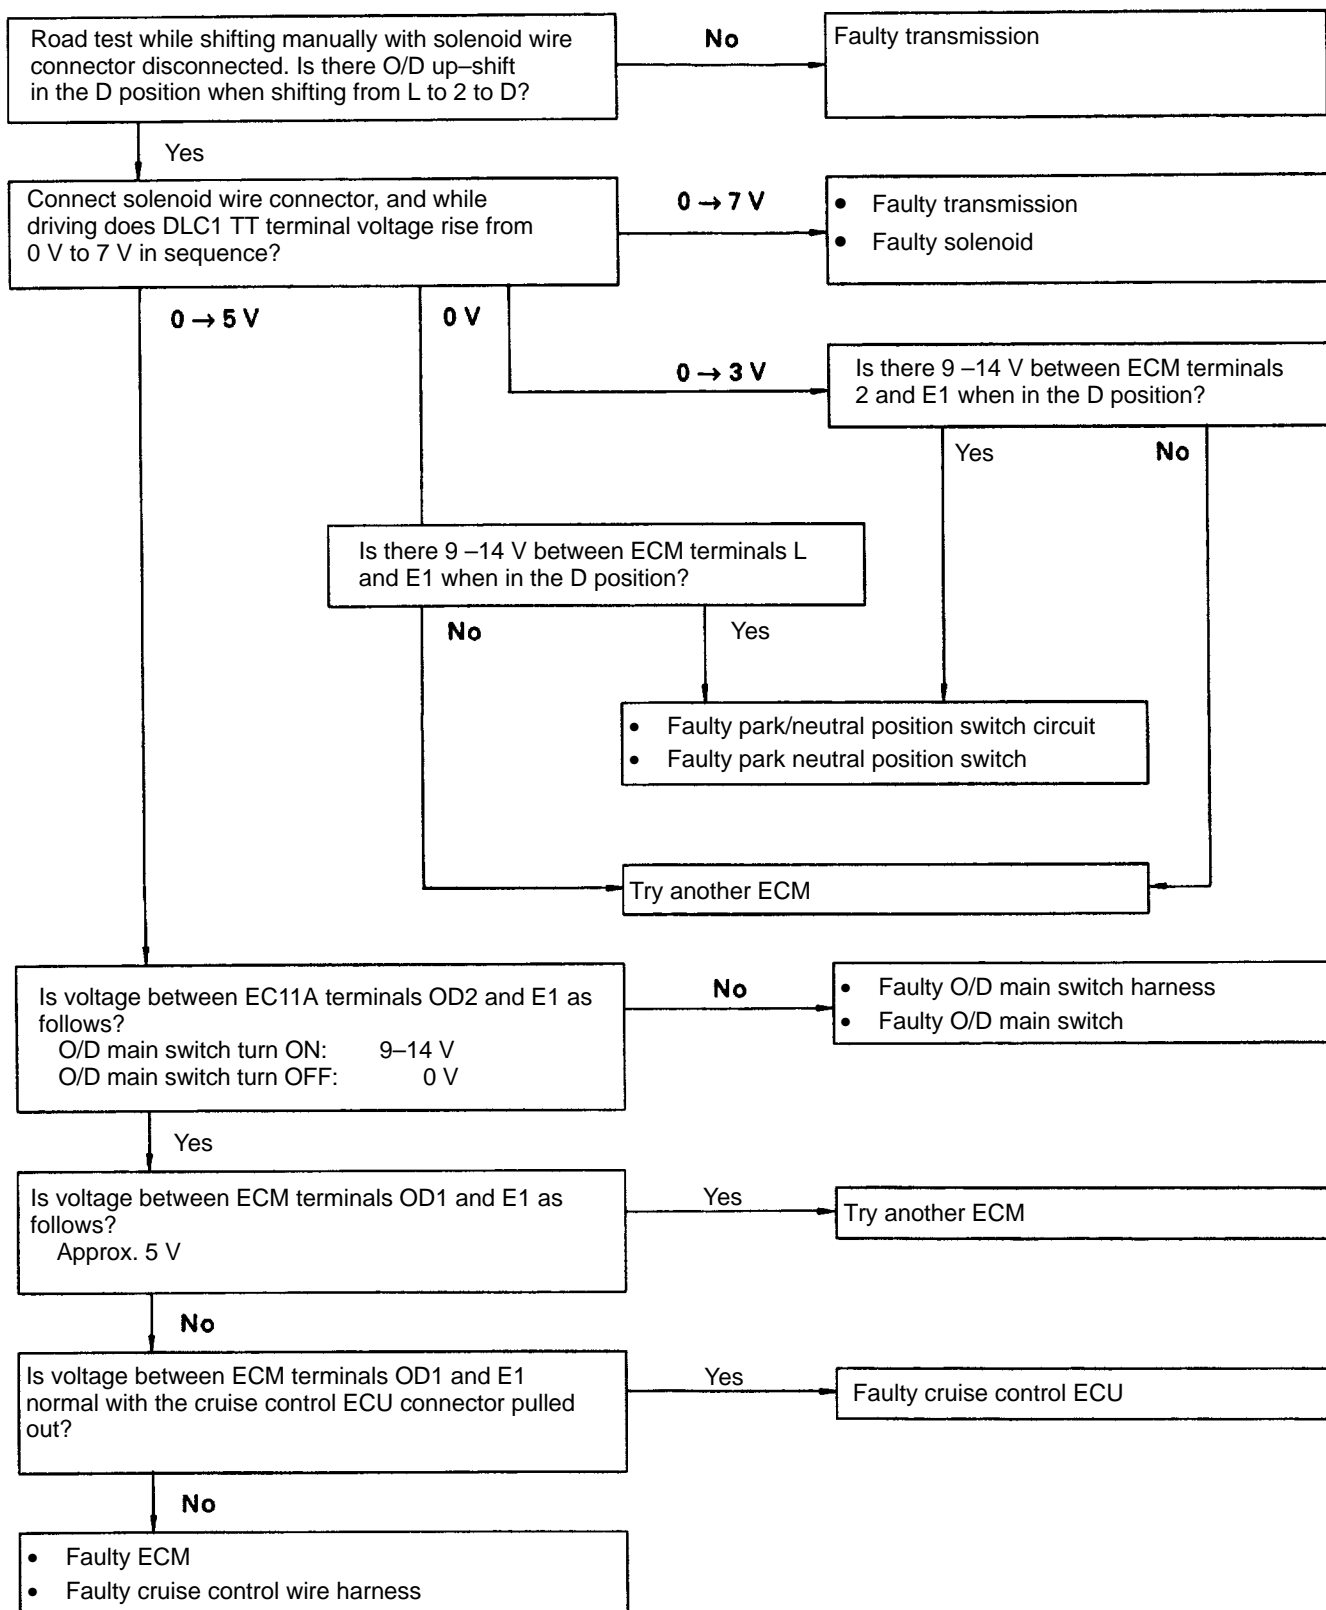 Road test while shifting manually with solenoid wire
connector disconnected. Is there O/D up–shift
in the D position when shifting from L to 2 to D?
No
Faulty transmission
Yes
Connect solenoid wire connector, and while
driving does DLC1 TT terminal voltage rise from
0 V to 7 V in sequence?
0 → 7 V
• Faulty transmission
• Faulty solenoid
0 → 5 V
0 V
0 → 3 V
Is there 9 –14 V between ECM terminals
2 and E1 when in the D position?
Yes
No
Is there 9 –14 V between ECM terminals L
and E1 when in the D position?
No
Yes
• Faulty park/neutral position switch circuit
• Faulty park neutral position switch
Try another ECM
Is voltage between EC11A terminals OD2 and E1 as
follows?
O/D main switch turn ON: 9–14 V
O/D main switch turn OFF: 0 V
No
• Faulty O/D main switch harness
• Faulty O/D main switch
Yes
Is voltage between ECM terminals OD1 and E1 as
follows?
Approx. 5 V
Yes
Try another ECM
No
Is voltage between ECM terminals OD1 and E1
normal with the cruise control ECU connector pulled
out?
Yes
Faulty cruise control ECU
No
• Faulty ECM
• Faulty cruise control wire harness